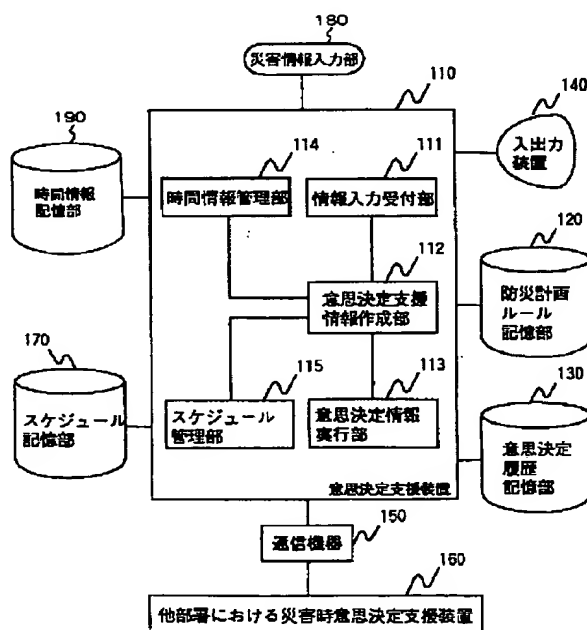 180
災害情報入力部
110
140
入出力
装置
190
時間情報
記憶部
114
時間情報管理部
111
情報入力受付部
120
防災計画
ルール
記憶部
112
意思決定支援
情報作成部
170
スケジュール
記憶部
115
スケジュール
管理部
113
意思決定情報
実行部
130
意思決定
履歴
記憶部
意思決定支援装置
150
通信機器
160
他部署における災害時意思決定支援装置